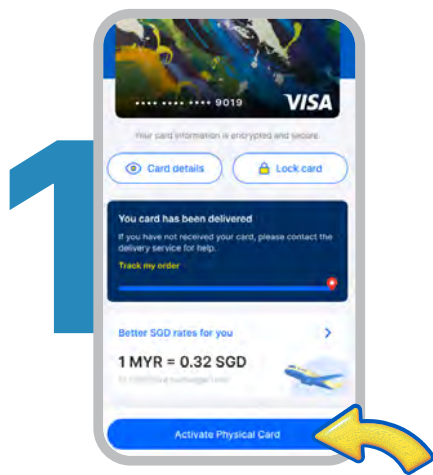 1
•••• •••• •••• 9019
VISA
Your card information is encrypted and secure.
Card details
Lock card
You card has been delivered
If you have not received your card, please contact the
delivery service for help.
Track my order
Better SGD rates for you
1 MYR = 0.32 SGD
Activate Physical Card